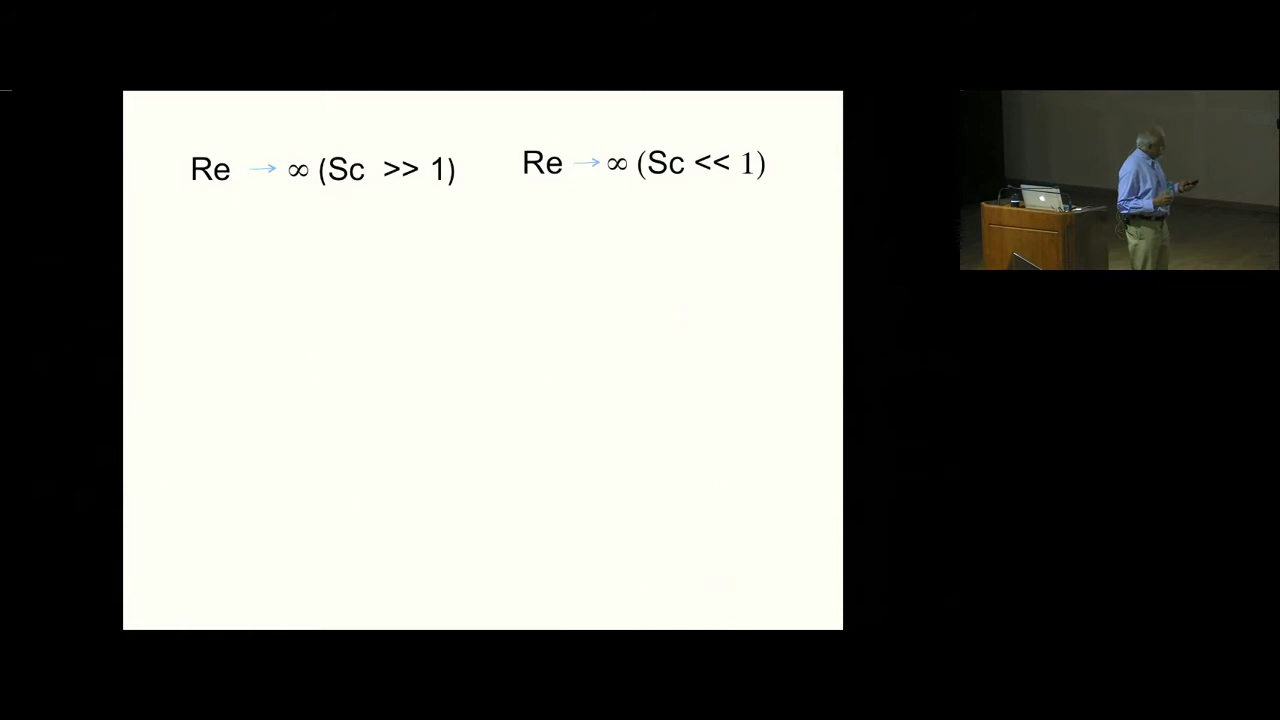 Re → ∞ (Sc >> 1)
Re → ∞ (Sc << 1)